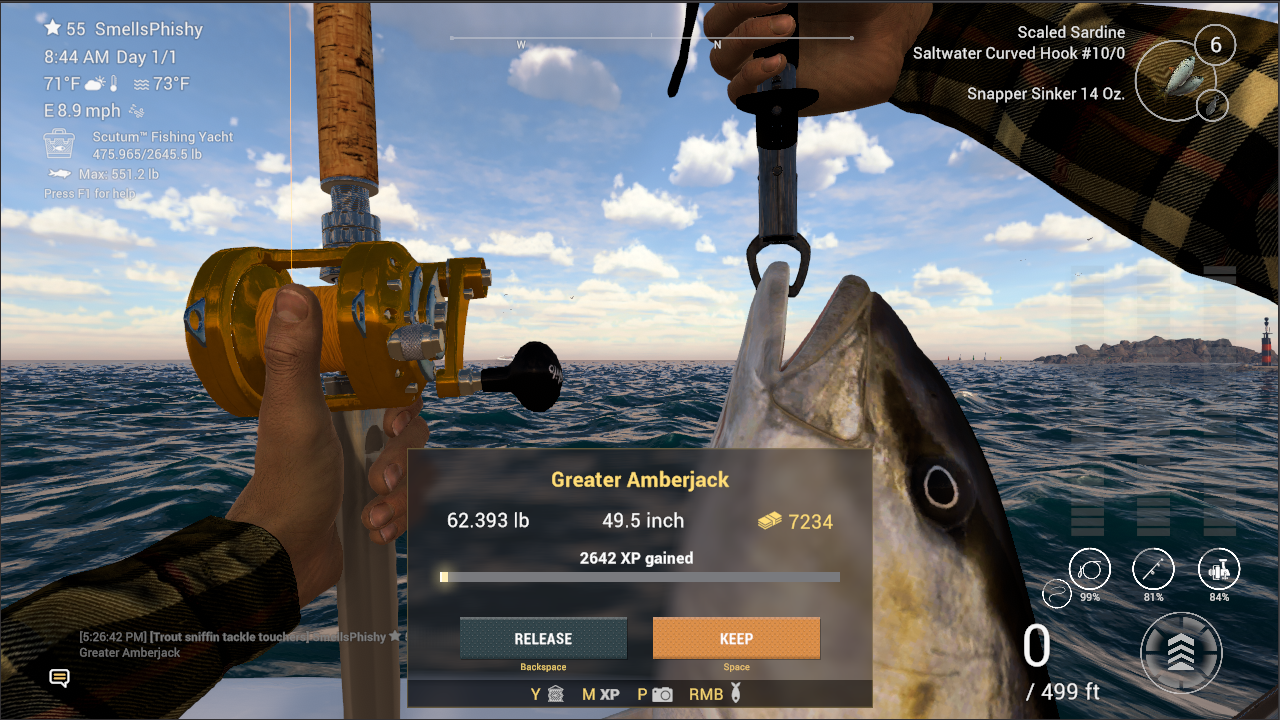 55 SmellsPhishy
8:44 AM Day 1/1
71°F 73°F
E 8.9 mph
Scutum™ Fishing Yacht
475.965/2645.5 lb
Max: 551.2 lb
Press F1 for help
W N
Scaled Sardine
Saltwater Curved Hook #10/0
Snapper Sinker 14 Oz.
6
Greater Amberjack
62.393 lb 49.5 inch 7234
2642 XP gained
RELEASE KEEP
Backspace Space
Y M XP P RMB
[5:26:42 PM] [Trout sniffin tackle touchers] SmellsPhishy
Greater Amberjack
99% 81% 84%
0
/ 499 ft